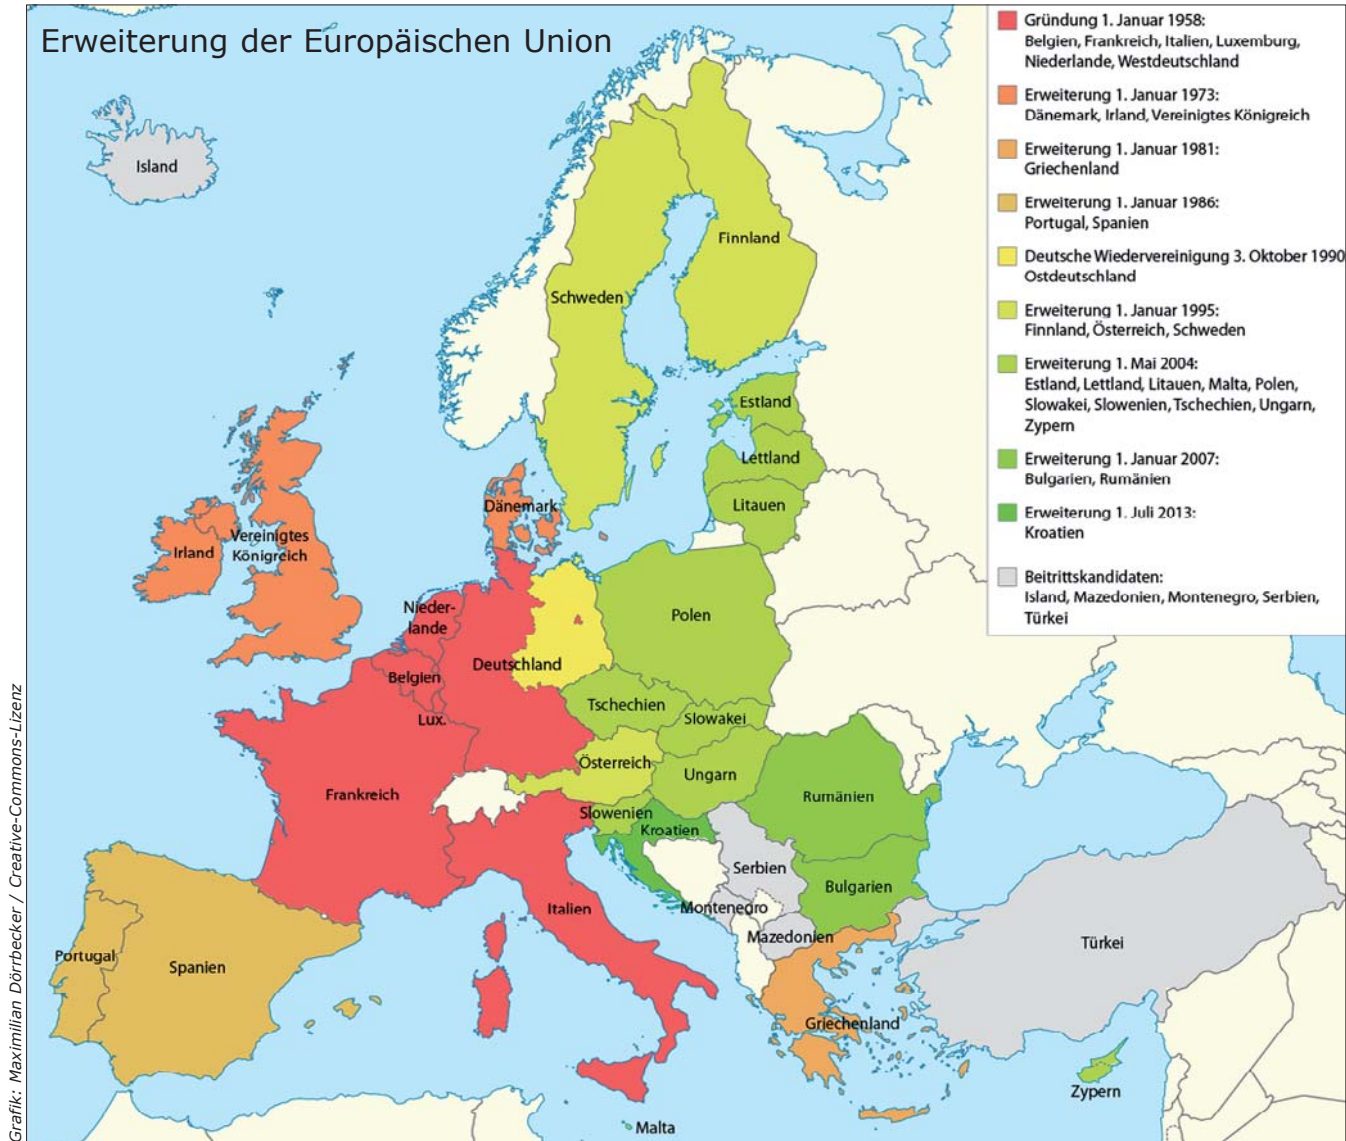 Erweiterung der Europäischen Union
Gründung 1. Januar 1958:
Belgien, Frankreich, Italien, Luxemburg,
Niederlande, Westdeutschland
Erweiterung 1. Januar 1973:
Dänemark, Irland, Vereinigtes Königreich
Erweiterung 1. Januar 1981:
Griechenland
Erweiterung 1. Januar 1986:
Portugal, Spanien
Deutsche Wiedervereinigung 3. Oktober 1990
Ostdeutschland
Erweiterung 1. Januar 1995:
Finnland, Österreich, Schweden
Erweiterung 1. Mai 2004:
Estland, Lettland, Litauen, Malta, Polen,
Slowakei, Slowenien, Tschechien, Ungarn,
Zypern
Erweiterung 1. Januar 2007:
Bulgarien, Rumänien
Erweiterung 1. Juli 2013:
Kroatien
Beitrittskandidaten:
Island, Mazedonien, Montenegro, Serbien,
Türkei
Island
Finnland
Schweden
Estland
Lettland
Litauen
Dänemark
Vereinigtes
Königreich
Irland
Nieder-
lande
Polen
Deutschland
Belgien
Tschechien
Lux.
Slowakei
Österreich
Ungarn
Frankreich
Rumänien
Slowenien
Kroatien
Serbien
Bulgarien
Montenegro
Italien
Mazedonien
Türkei
Portugal
Spanien
Griechenland
Zypern
Malta
Grafik: Maximilian Dörrbecker / Creative-Commons-Lizenz